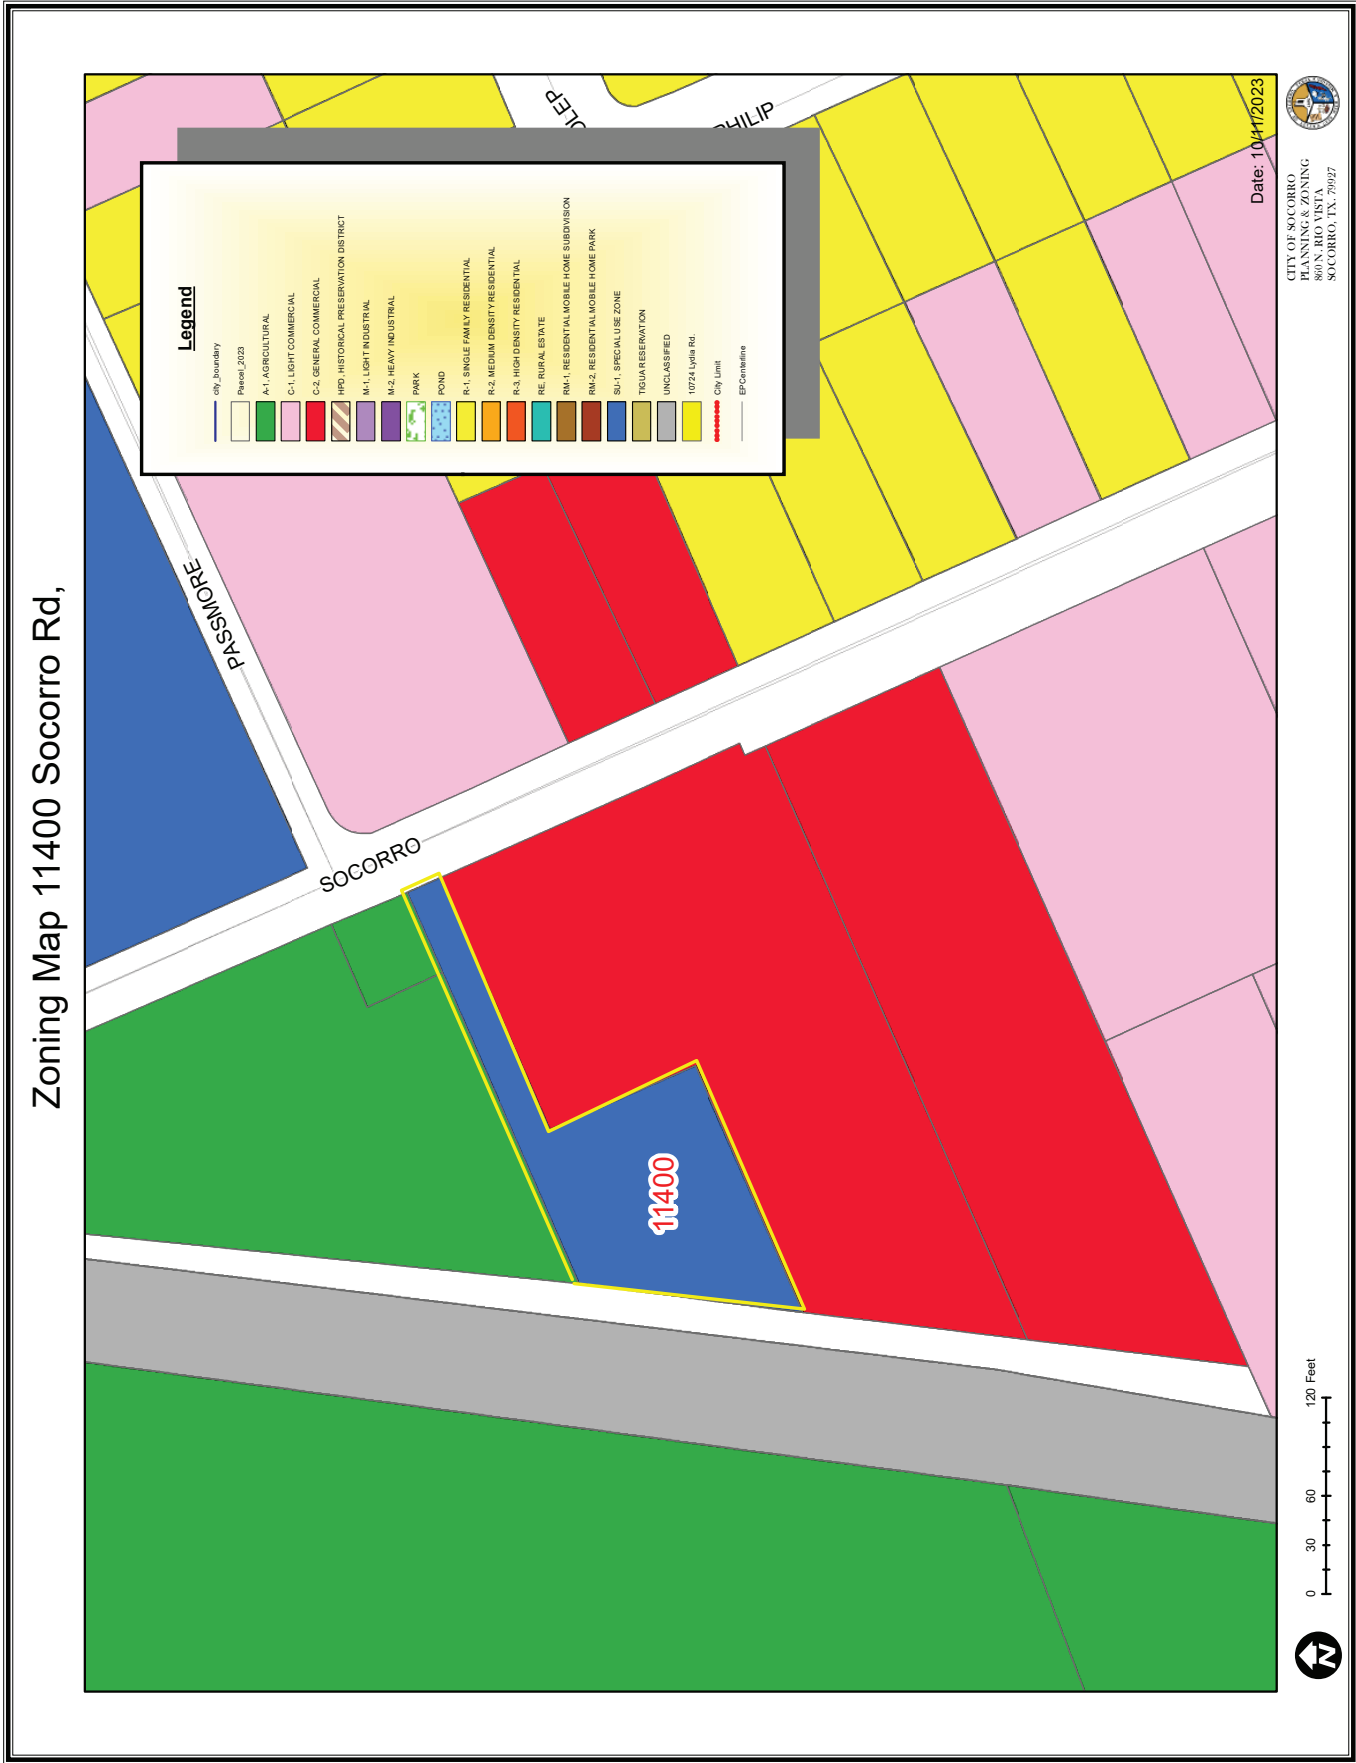 Zoning Map 11400 Socorro Rd,
PASSMORE
SOCORRO
PHILIP
11400
Legend
city_boundary
Paecel_2023
A-1, AGRICULTURAL
C-1, LIGHT COMMERCIAL
C-2, GENERAL COMMERCIAL
HPD, HISTORICAL PRESERVATION DISTRICT
M-1, LIGHT INDUSTRIAL
M-2, HEAVY INDUSTRIAL
PARK
POND
R-1, SINGLE FAMILY RESIDENTIAL
R-2, MEDIUM DENSITY RESIDENTIAL
R-3, HIGH DENSITY RESIDENTIAL
RE, RURAL ESTATE
RM-1, RESIDENTIAL MOBILE HOME SUBDIVISION
RM-2, RESIDENTIAL MOBILE HOME PARK
SU-1, SPECIAL USE ZONE
TIGUA RESERVATION
UNCLASSIFIED
10724 Lydia Rd.
City Limit
EPCenterline
Date: 10/11/2023
N
0 30 60 120 Feet
CITY OF SOCORRO
PLANNING & ZONING
860 N. RIO VISTA
SOCORRO, TX. 79927